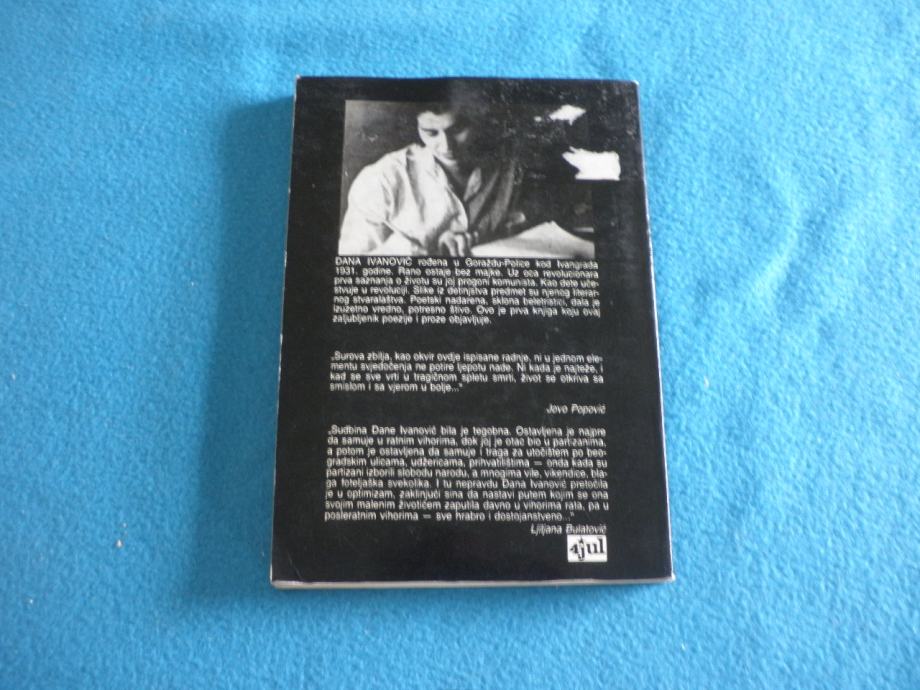 DANA IVANOVIĆ rođena u Goraždu-Police kod Ivangrada
1931. godine. Rano ostaje bez majke. Uz oca revolucionara
prva saznanja o životu su joj progoni komunista. Kao dete uče-
stvuje u revoluciji. Slike iz detinjstva predmet su njenog literar-
nog stvaralaštva. Poetski nadarena, sklona beletristici, dala je
izuzetno vredno, potresno štivo. Ovo je prva knjiga koju ovaj
zaljubljenik poezije i proze objavljuje.
„Surova zbilja, kao okvir ovdje ispisane radnje, ni u jednom ele-
mentu svjedočenja ne potire ljepotu nade. Ni kada je najteže, i
kad se sve vrti u tragičnom spletu smrti, život se otkriva sa
smislom i sa vjerom u bolje..."
Jovo Popović
„Sudbina Dane Ivanović bila je tegobna. Ostavljena je najpre
da samuje u ratnim vihorima, dok joj je otac bio u partizanima,
a potom je ostavljena da samuje i traga za utočištem po beo-
gradskim ulicama, udžericama, prihvatilištima — onda kada su
partizani izborili slobodu narodu, a mnogima vile, vikendice, bla-
ga foteljaška svekolika. I tu nepravdu Dana Ivanović pretočila
je u optimizam, zaklinjući sina da nastavi putem kojim se ona
svojim malenim životićem zaputila davno u vihorima rata, pa u
posleratnim vihorima — sve hrabro i dostojanstveno..."
Ljiljana Bulatović
4jul